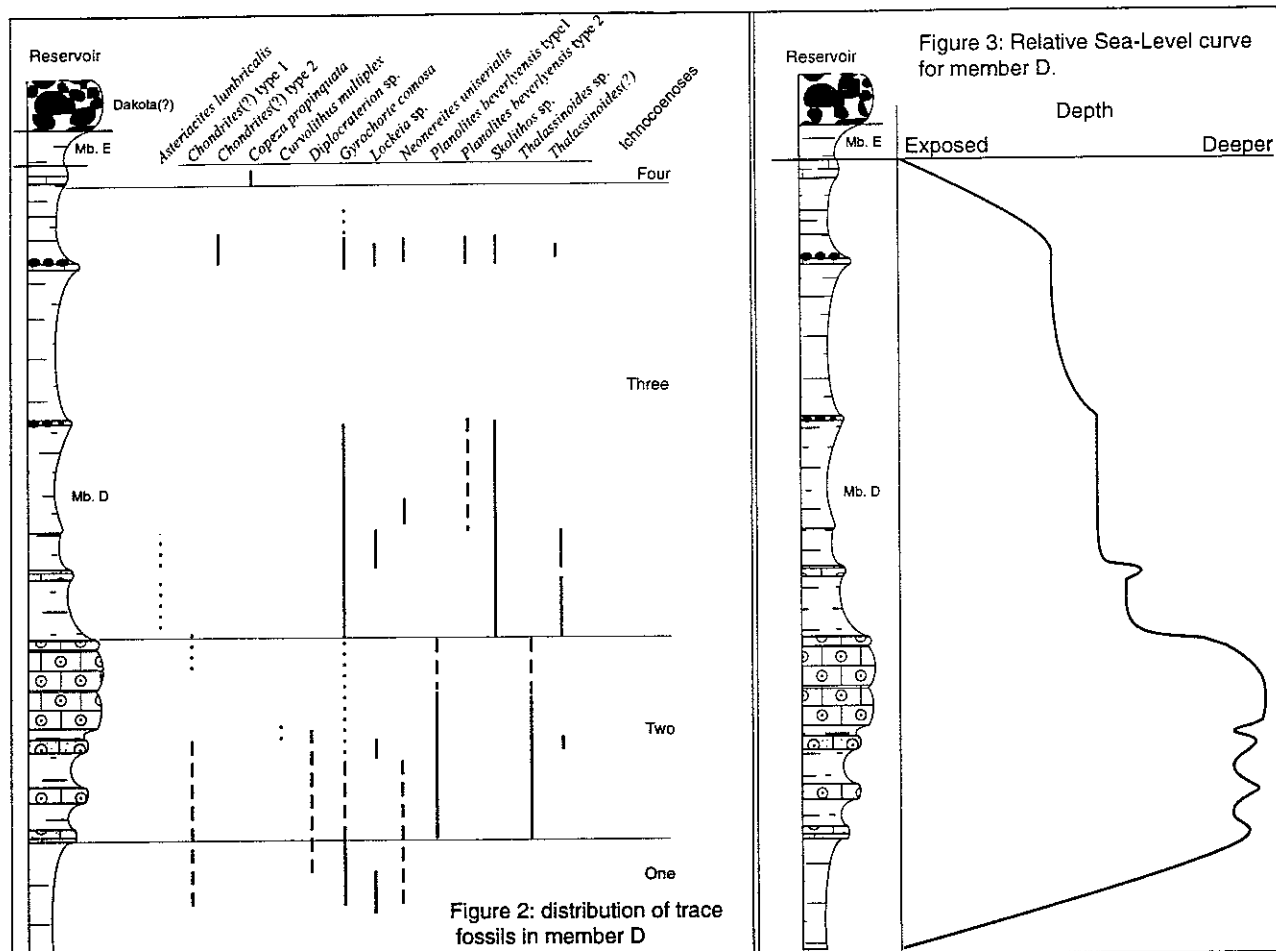 Reservoir
Dakota(?)
Mb. E
Asteriacites lumbricalis
Chondrites(?) type 1
Chondrites(?) type 2
Copeza propinquala
Curvolithus multiplex
Diplocraterion sp.
Gyrochorte comosa
Lockeia sp.
Neonereites uniserialis
Planolites beverlyensis type1
Planolites beverlyensis type 2
Skolithos sp.
Thalassinoides sp.
Thalassinoides(?)
Ichnocoenoses
Four
Three
Mb. D
Two
One
Figure 2: distribution of trace
fossils in member D
Figure 3: Relative Sea-Level curve
for member D.
Reservoir
Depth
Mb. E
Exposed
Deeper
Mb. D